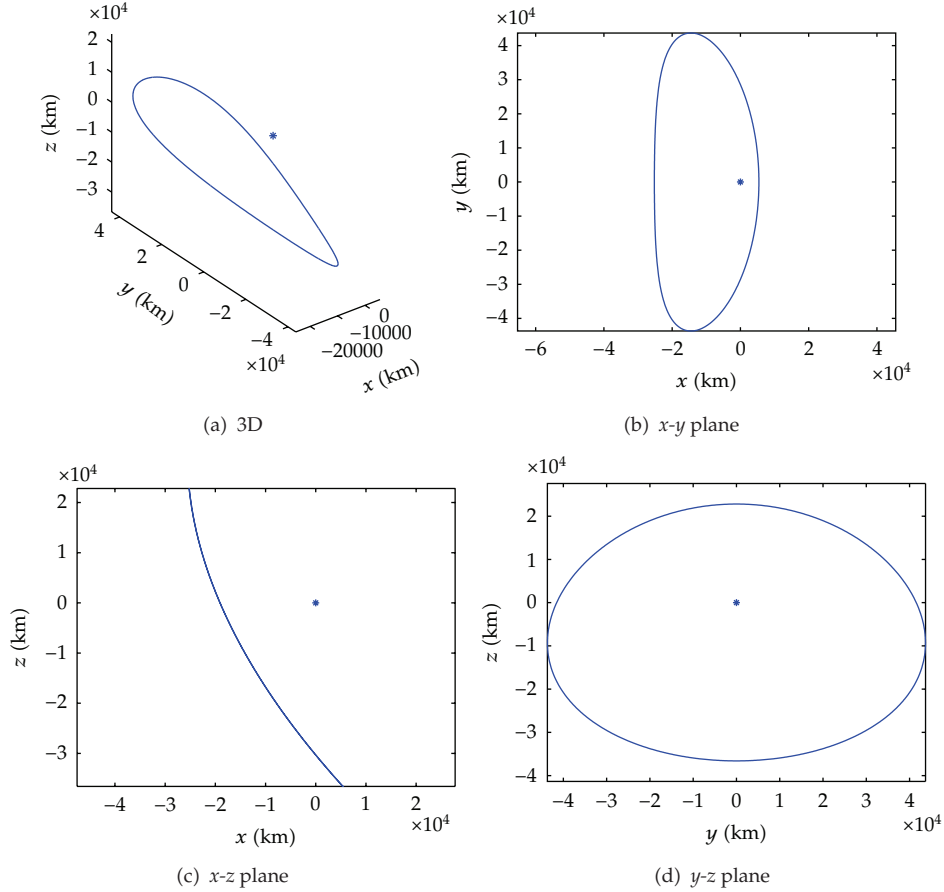 ×10⁴
2
1
0
−1
−2
−3
z (km)
4
2
0
−2
−4
×10⁴
y (km)
0
−10000
−20000
x (km)
(a) 3D
×10⁴
4
3
2
1
0
−1
−2
−3
−4
y (km)
−6 −4 −2 0 2 4
×10⁴
x (km)
(b) x-y plane
×10⁴
2
1
0
−1
−2
−3
z (km)
−4 −3 −2 −1 0 1 2
×10⁴
x (km)
(c) x-z plane
×10⁴
2
1
0
−1
−2
−3
−4
z (km)
−4 −3 −2 −1 0 1 2 3 4
×10⁴
y (km)
(d) y-z plane